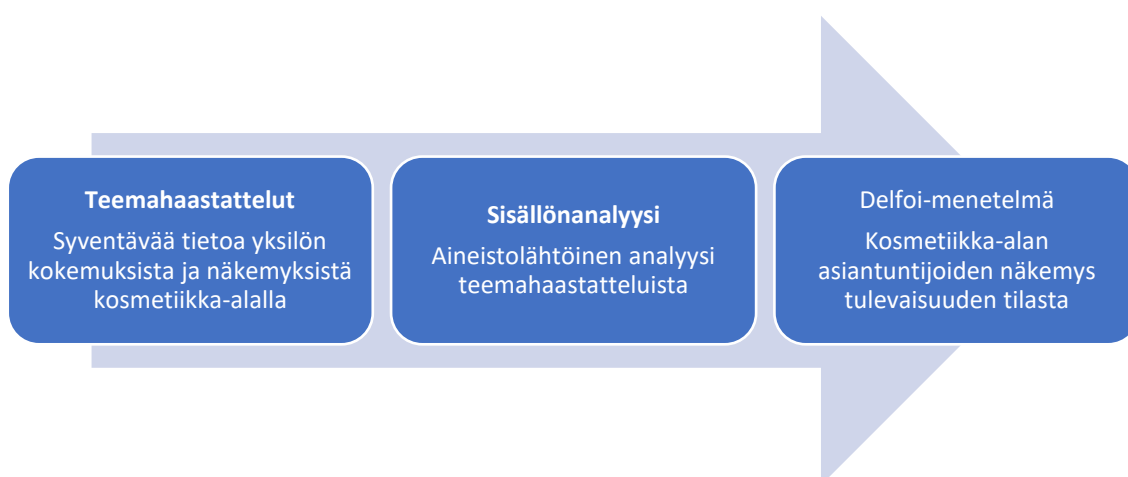 Teemahaastattelut
Syventävää tietoa yksilön
kokemuksista ja näkemyksistä
kosmetiikka-alalla
Sisällönanalyysi
Aineistolähtöinen analyysi
teemahaastatteluista
Delfoi-menetelmä
Kosmetiikka-alan
asiantuntijoiden näkemys
tulevaisuuden tilasta